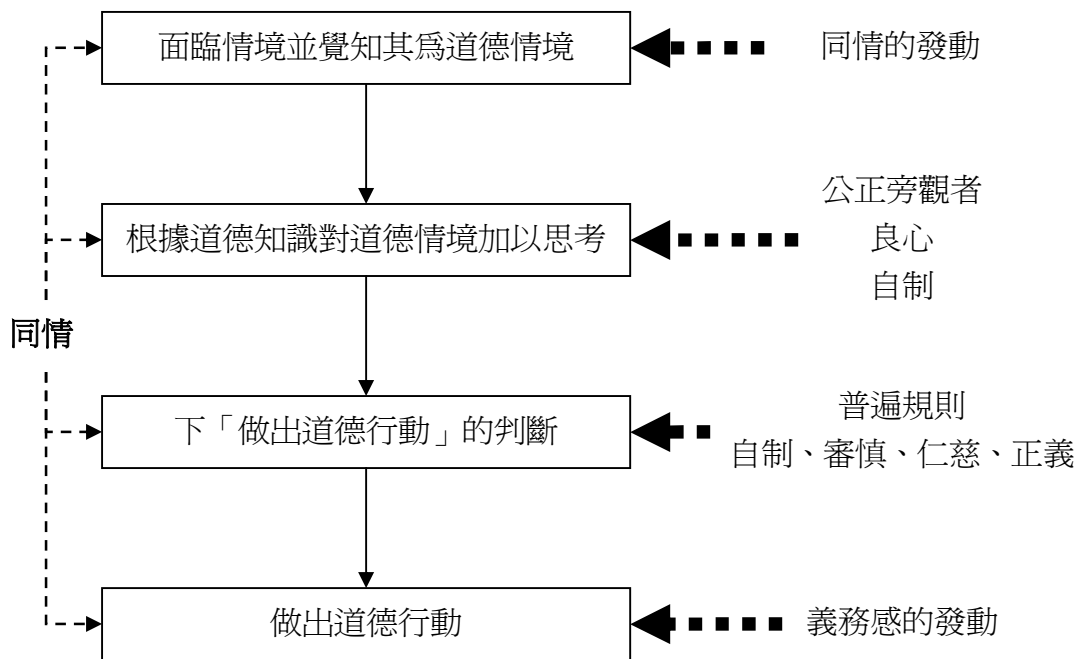 面臨情境並覺知其為道德情境
同情的發動
公正旁觀者
根據道德知識對道德情境加以思考
良心
自制
同情
普遍規則
下「做出道德行動」的判斷
自制、審慎、仁慈、正義
做出道德行動
義務感的發動